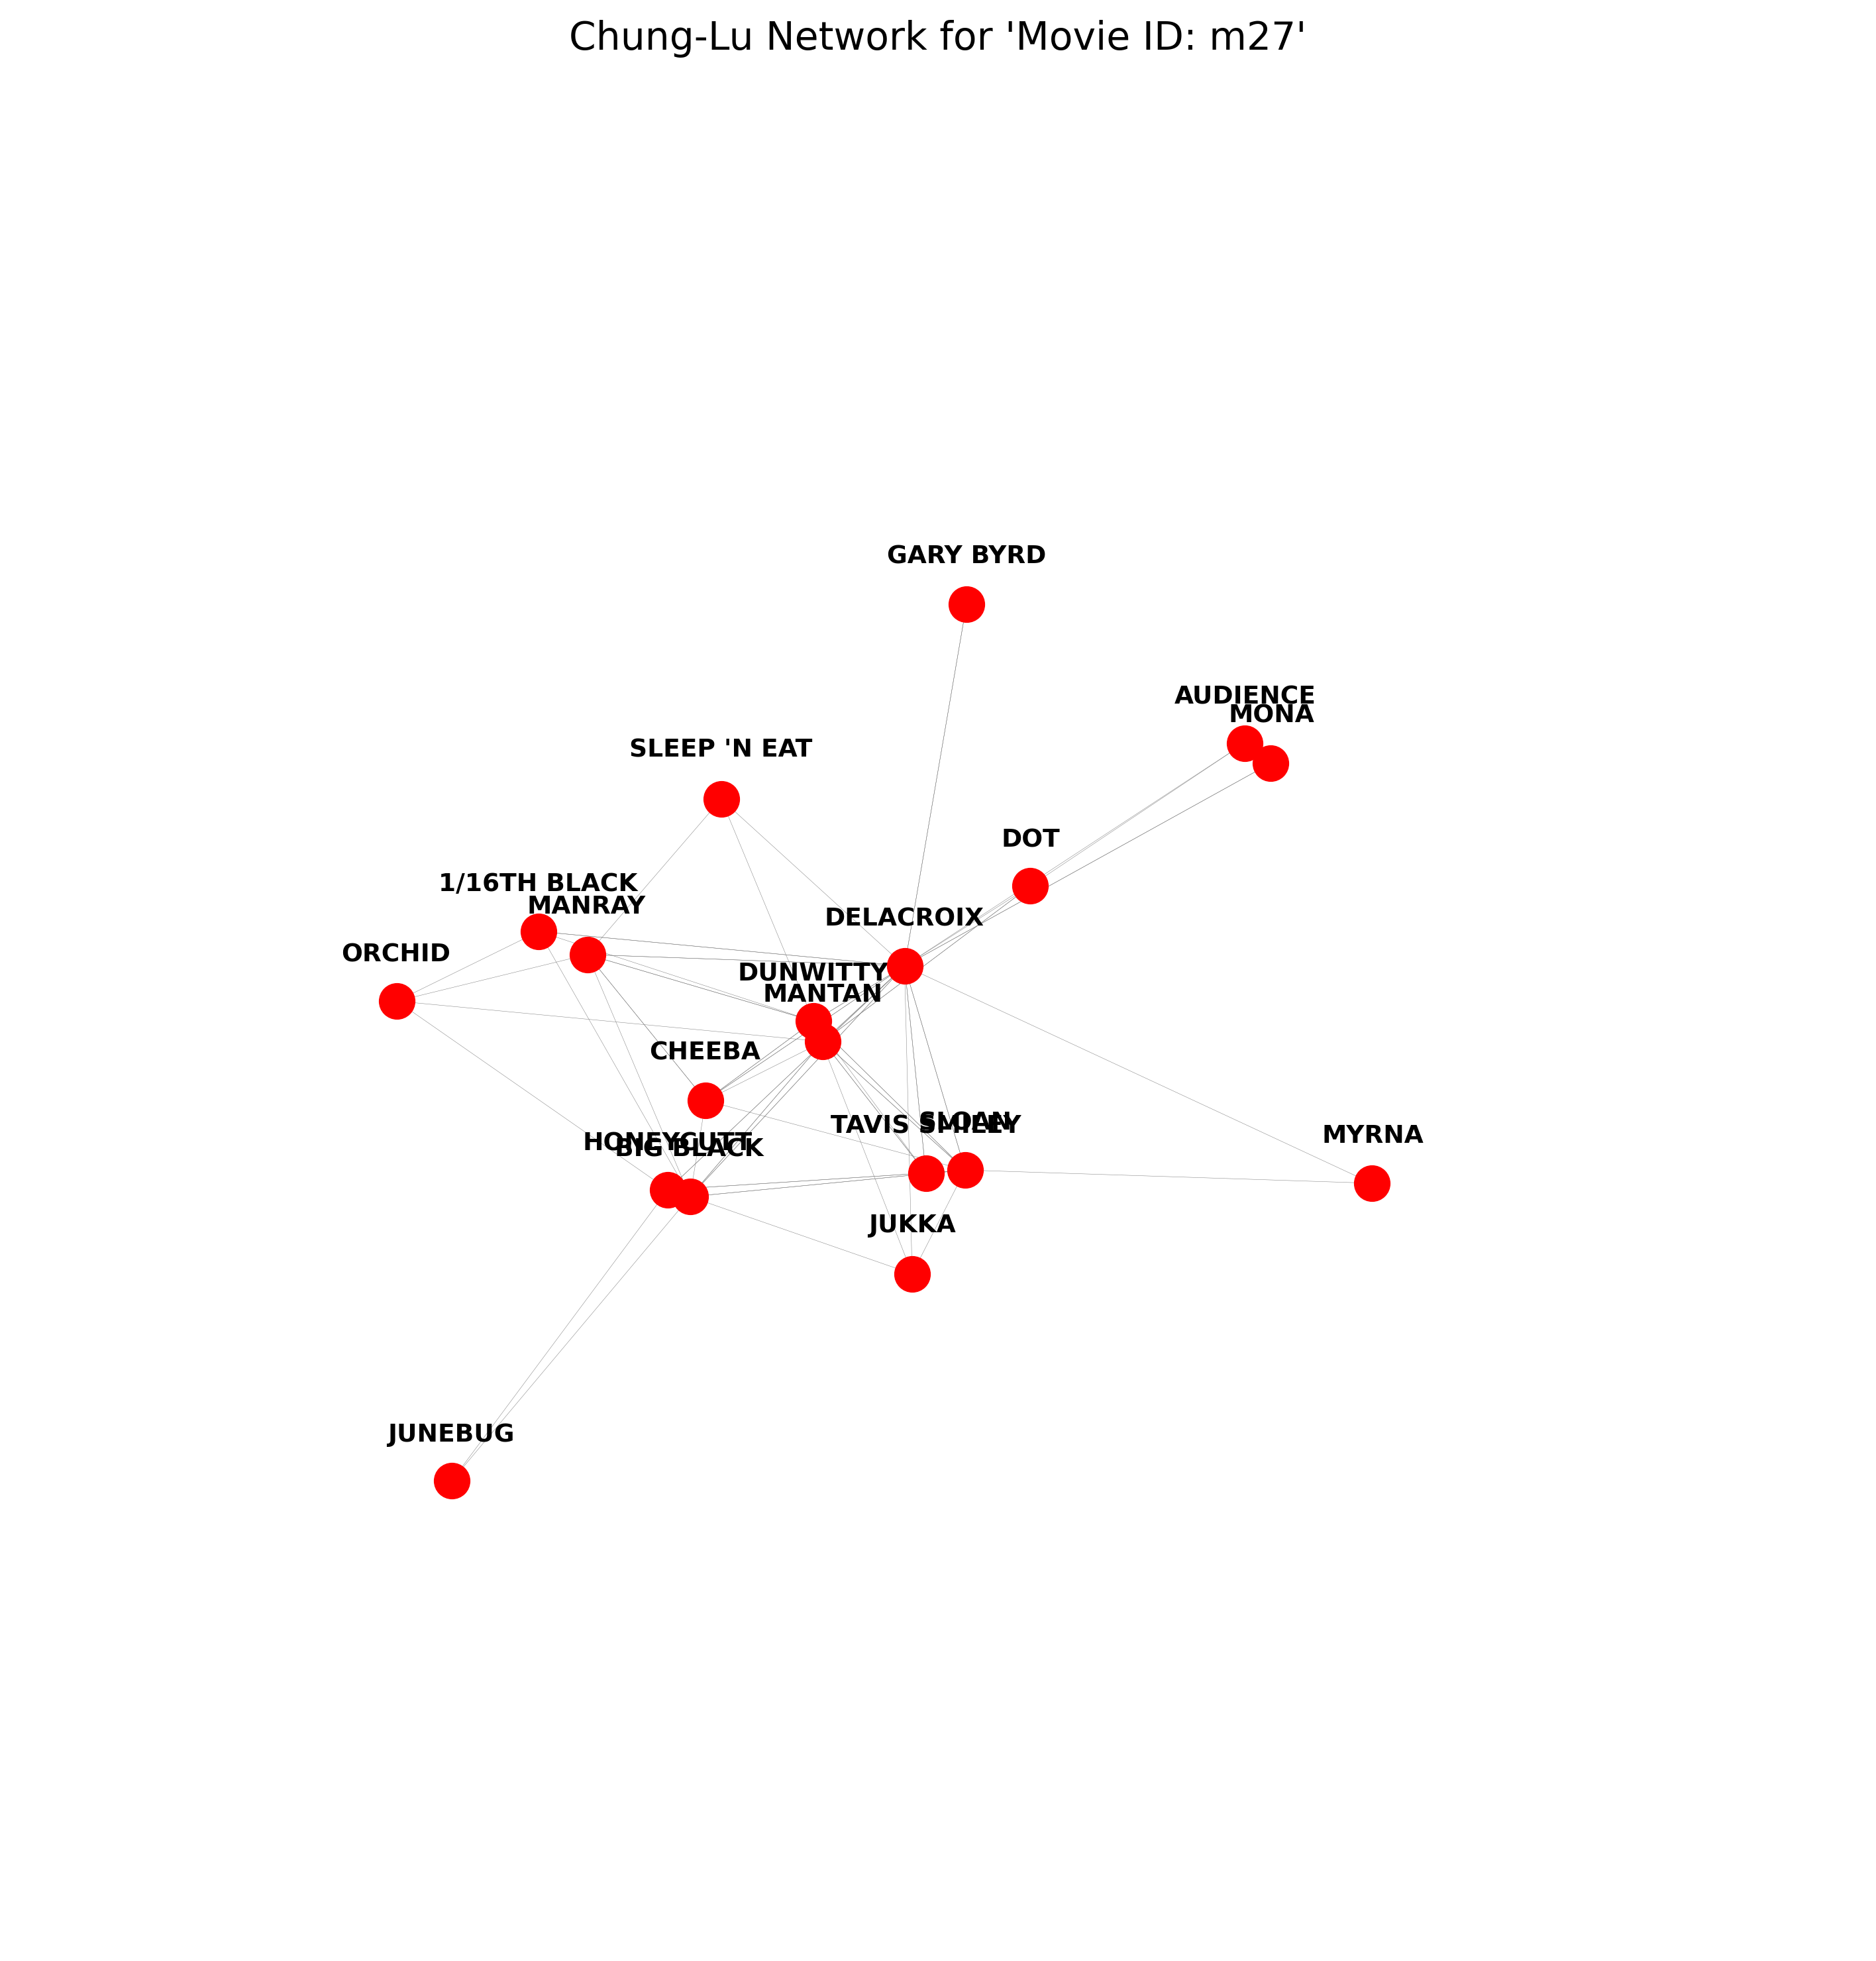 Chung-Lu Network for 'Movie ID: m27'
GARY BYRD
AUDIENCE
MONA
SLEEP 'N EAT
DOT
1/16TH BLACK
MANRAY
DELACROIX
ORCHID
DUNWITTY
MANTAN
CHEEBA
SLOAN
TAVIS SMILEY
MYRNA
HONEYCUTT
BIG BLACK
JUKKA
JUNEBUG